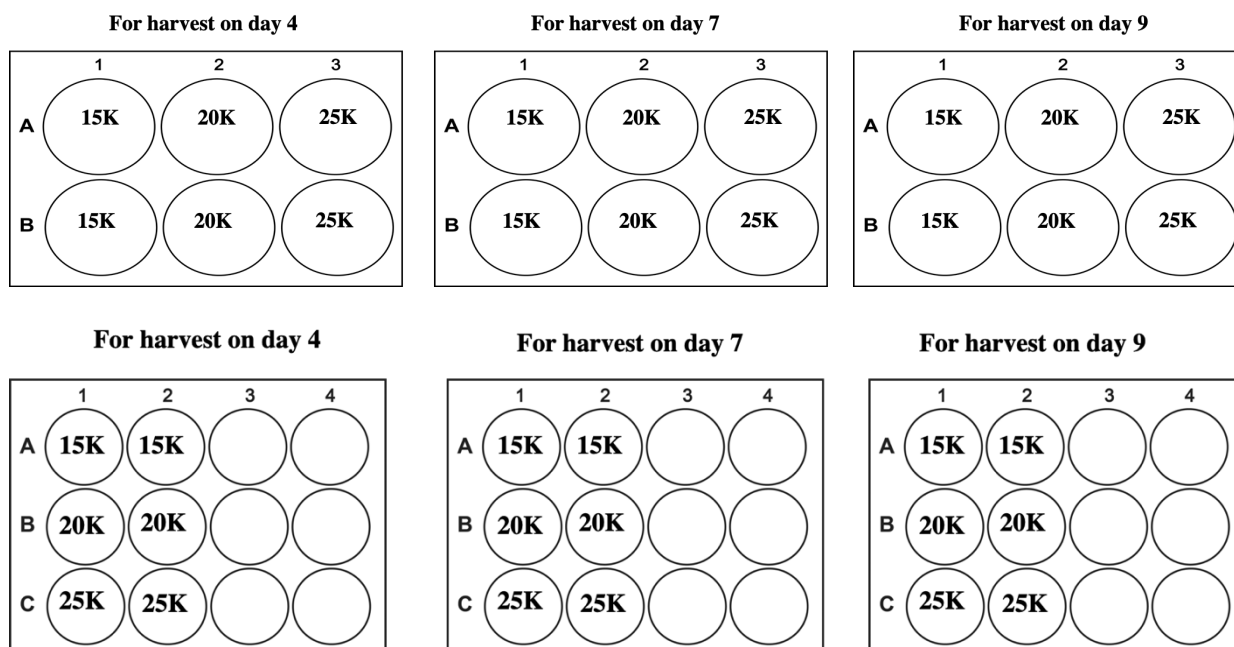 For harvest on day 4 For harvest on day 7 For harvest on day 9
1 2 3 1 2 3 1 2 3
A 15K 20K 25K A 15K 20K 25K A 15K 20K 25K
B 15K 20K 25K B 15K 20K 25K B 15K 20K 25K
For harvest on day 4 For harvest on day 7 For harvest on day 9
1 2 3 4 1 2 3 4 1 2 3 4
A 15K 15K A 15K 15K A 15K 15K
B 20K 20K B 20K 20K B 20K 20K
C 25K 25K C 25K 25K C 25K 25K